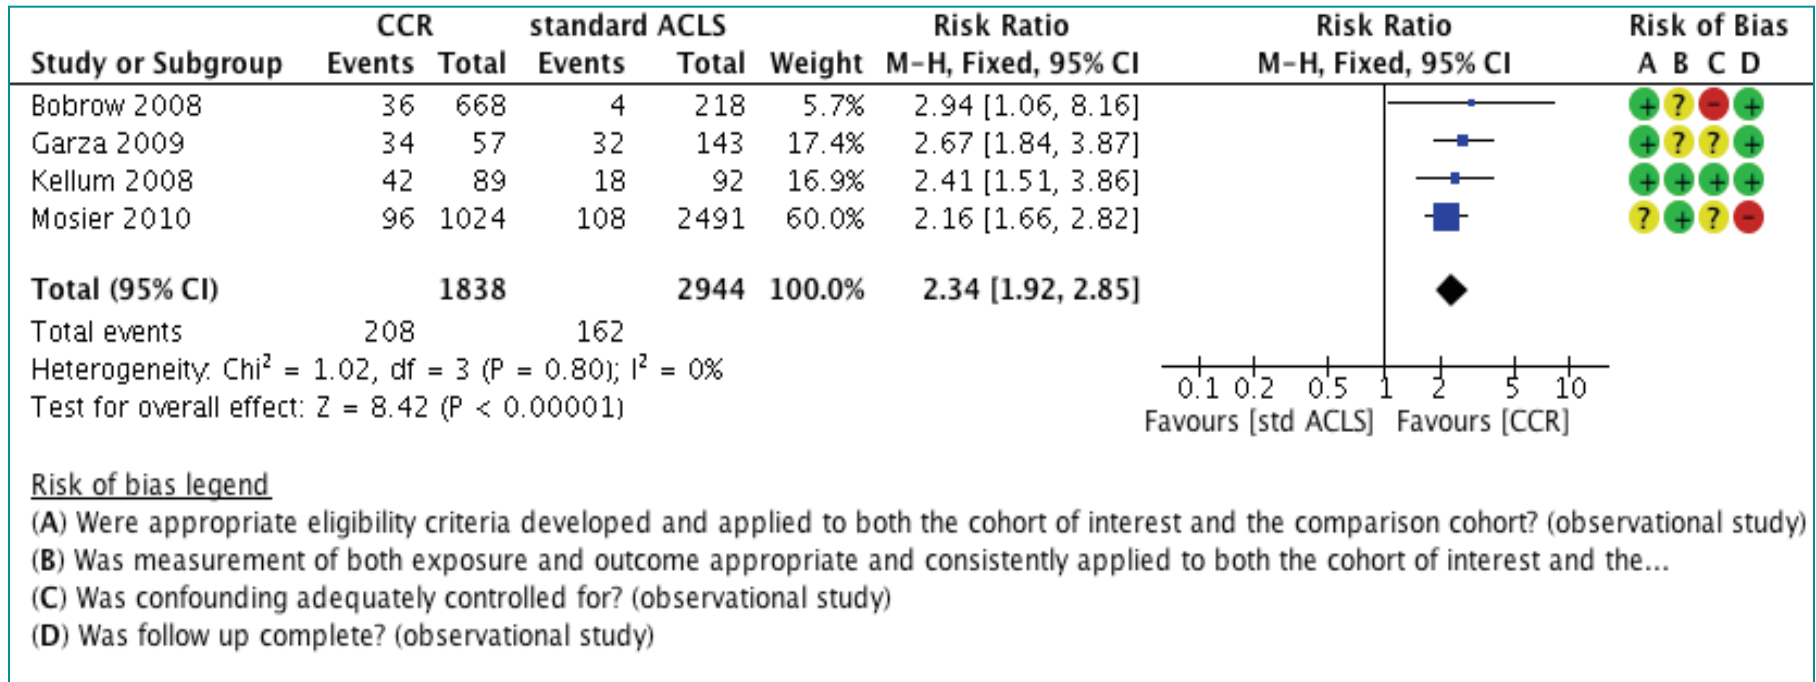 CCR standard ACLS Risk Ratio Risk Ratio Risk of Bias
Study or Subgroup Events Total Events Total Weight M-H, Fixed, 95% CI M-H, Fixed, 95% CI A B C D
Bobrow 2008 36 668 4 218 5.7% 2.94 [1.06, 8.16] + ? - +
Garza 2009 34 57 32 143 17.4% 2.67 [1.84, 3.87] + ? ? +
Kellum 2008 42 89 18 92 16.9% 2.41 [1.51, 3.86] + + + +
Mosier 2010 96 1024 108 2491 60.0% 2.16 [1.66, 2.82] ? + ? -
Total (95% CI) 1838 2944 100.0% 2.34 [1.92, 2.85]
Total events 208 162
Heterogeneity: Chi² = 1.02, df = 3 (P = 0.80); I² = 0%
Test for overall effect: Z = 8.42 (P < 0.00001)
0.1 0.2 0.5 1 2 5 10
Favours [std ACLS] Favours [CCR]
Risk of bias legend
(A) Were appropriate eligibility criteria developed and applied to both the cohort of interest and the comparison cohort? (observational study)
(B) Was measurement of both exposure and outcome appropriate and consistently applied to both the cohort of interest and the...
(C) Was confounding adequately controlled for? (observational study)
(D) Was follow up complete? (observational study)